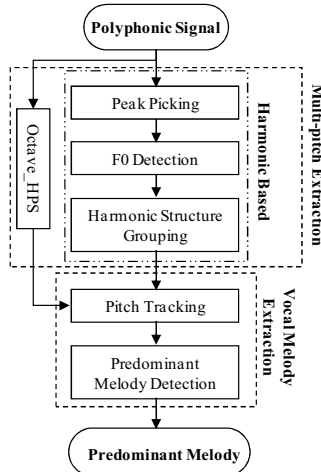 Polyphonic Signal
Peak Picking
F0 Detection
Harmonic Structure
Grouping
Octave_HPS
Harmonic Based
Multi-pitch Extraction
Pitch Tracking
Predominant
Melody Detection
Vocal Melody
Extraction
Predominant Melody